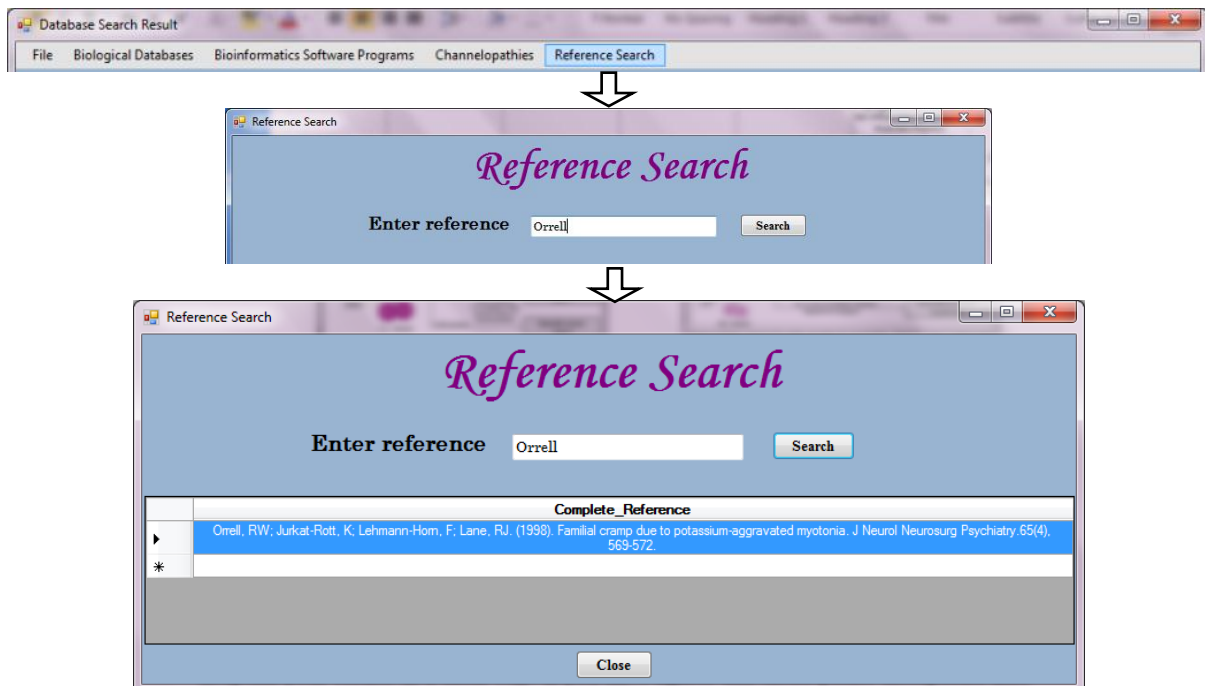 Database Search Result
File Biological Databases Bioinformatics Software Programs Channelopathies Reference Search
Reference Search
Reference Search
Enter reference Orrell Search
Reference Search
Reference Search
Enter reference Orrell Search
Complete_Reference
Orrell, RW; Jurkat-Rott, K; Lehmann-Horn, F; Lane, RJ. (1998). Familial cramp due to potassium-aggravated myotonia. J Neurol Neurosurg Psychiatry.65(4),
569-572.
Close